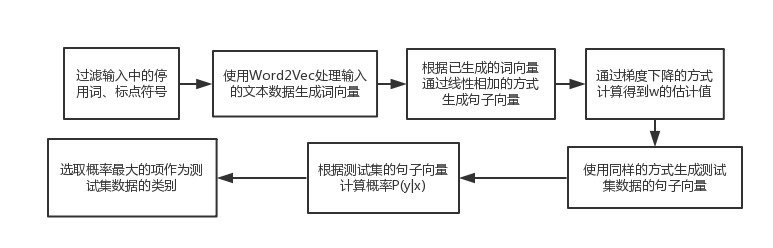 过滤输入中的停
用词、标点符号
使用Word2Vec处理输入
的文本数据生成词向量
根据已生成的词向量
通过线性相加的方式
生成句子向量
通过梯度下降的方式
计算得到w的估计值
使用同样的方式生成测试
集数据的句子向量
根据测试集的句子向量
计算概率P(y|x)
选取概率最大的项作为测
试集数据的类别